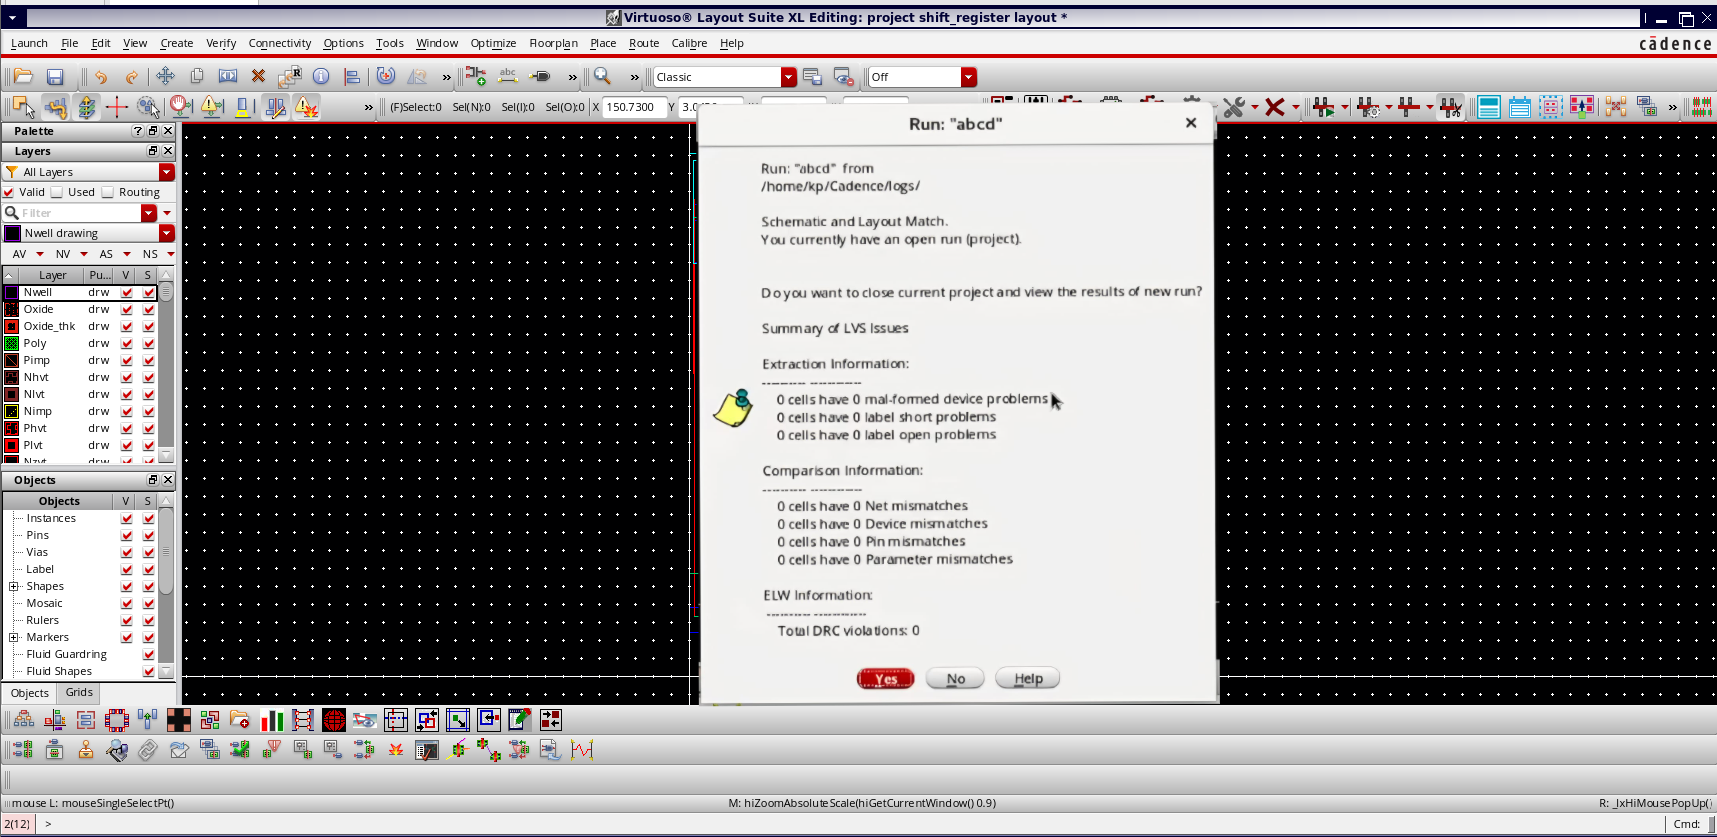 Virtuoso® Layout Suite XL Editing: project shift_register layout *
Launch File Edit View Create Verify Connectivity Options Tools Window Optimize Floorplan Place Route Calibre Help cādence
abc Classic Off
(F)Select:0 Sel(N):0 Sel(I):0 Sel(O):0 X 150.7300 Y
Palette
Layers
All Layers
Valid Used Routing
Filter
Nwell drawing
AV NV AS NS
Layer Pu... V S
Nwell drw
Oxide drw
Oxide_thk drw
Poly drw
Pimp drw
Nhvt drw
Nlvt drw
Nimp drw
Phvt drw
Plvt drw
Nzvt drw
Objects
Objects V S
Instances
Pins
Vias
Label
Shapes
Mosaic
Rulers
Markers
Fluid Guardring
Fluid Shapes
Objects Grids
Run: "abcd"
Run: "abcd" from
/home/kp/Cadence/logs/
Schematic and Layout Match.
You currently have an open run (project).
Do you want to close current project and view the results of new run?
Summary of LVS Issues
Extraction Information:
---------- ------------
0 cells have 0 mal-formed device problems
0 cells have 0 label short problems
0 cells have 0 label open problems
Comparison Information:
---------- ------------
0 cells have 0 Net mismatches
0 cells have 0 Device mismatches
0 cells have 0 Pin mismatches
0 cells have 0 Parameter mismatches
ELW Information:
---------- ------------
Total DRC violations: 0
Yes No Help
mouse L: mouseSingleSelectPt() M: hiZoomAbsoluteScale(hiGetCurrentWindow() 0.9) R: _lxHiMousePopUp()
2(12) > Cmd: